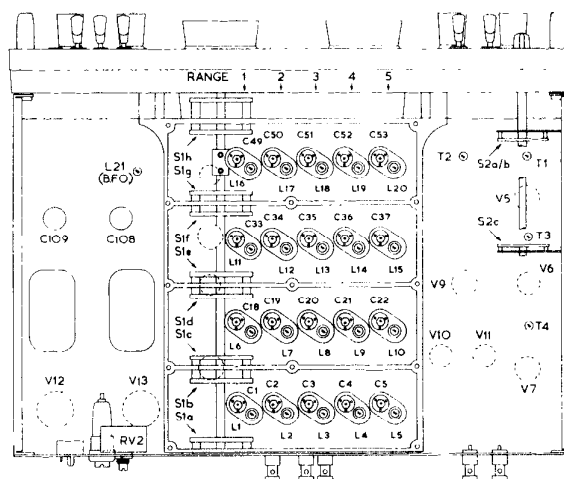 RANGE 1 2 3 4 5
C49 C50 C51 C52 C53
S1h
S1g
L16 L17 L18 L19 L20
L21
(B.F.O)
T2 S2a/b T1
V5
C109 C108
S1f
S1e
C33 C34 C35 C36 C37
L11 L12 L13 L14 L15
S2c T3
V9 V6
S1d
S1c
C18 C19 C20 C21 C22
L6 L7 L8 L9 L10
V10 V11 T4
V7
V12 V13
S1b
S1a
C1 C2 C3 C4 C5
L1 L2 L3 L4 L5
RV2